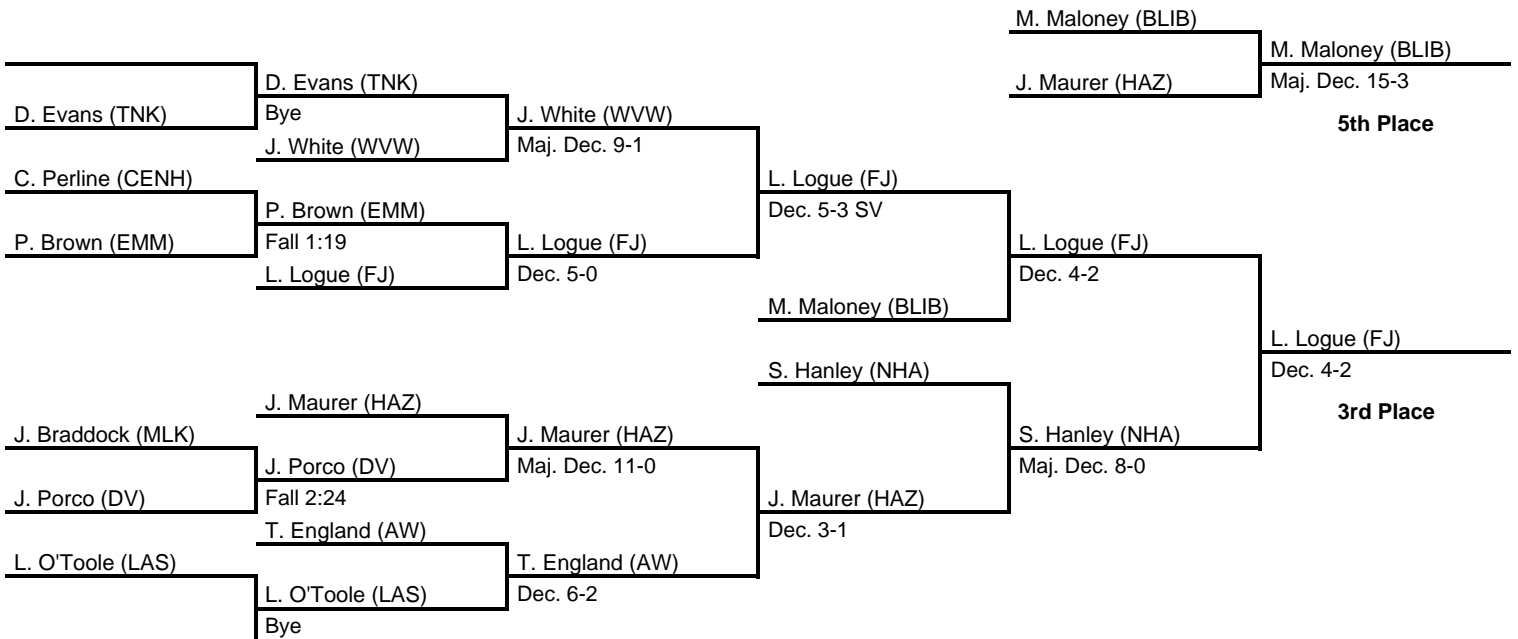 M. Maloney (BLIB)
M. Maloney (BLIB)
D. Evans (TNK)
J. Maurer (HAZ)
Maj. Dec. 15-3
D. Evans (TNK)
Bye
J. White (WVW)
5th Place
J. White (WVW)
Maj. Dec. 9-1
C. Perline (CENH)
L. Logue (FJ)
P. Brown (EMM)
Dec. 5-3 SV
P. Brown (EMM)
Fall 1:19
L. Logue (FJ)
L. Logue (FJ)
L. Logue (FJ)
Dec. 5-0
Dec. 4-2
M. Maloney (BLIB)
L. Logue (FJ)
S. Hanley (NHA)
Dec. 4-2
J. Maurer (HAZ)
3rd Place
J. Braddock (MLK)
J. Maurer (HAZ)
S. Hanley (NHA)
J. Porco (DV)
Maj. Dec. 11-0
Maj. Dec. 8-0
J. Porco (DV)
Fall 2:24
J. Maurer (HAZ)
T. England (AW)
Dec. 3-1
L. O'Toole (LAS)
T. England (AW)
L. O'Toole (LAS)
Dec. 6-2
Bye